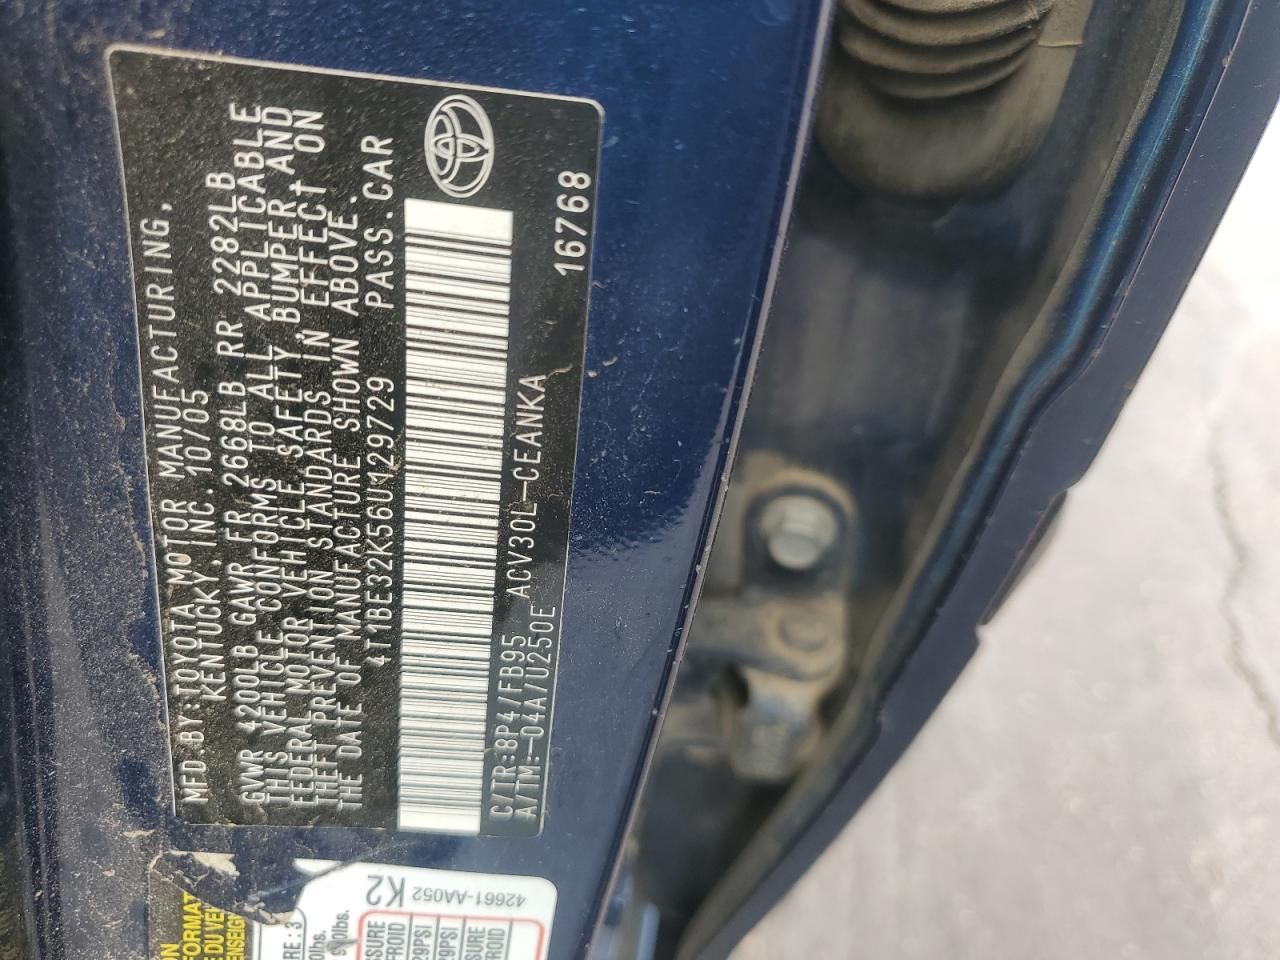 MFD.BY:TOYOTA MOTOR MANUFACTURING,
KENTUCKY, INC. 10/05
GVWR 4200LB GAWR FR 2668LB RR 2282LB
THIS VEHICLE CONFORMS TO ALL APPLICABLE
FEDERAL MOTOR VEHICLE SAFETY, BUMPER, AND
THEFT PREVENTION STANDARDS IN EFFECT ON
THE DATE OF MANUFACTURE SHOWN ABOVE.
4T1BE32K56U129729 PASS.CAR
C/TR:8P4/FB95 ACV30L-CEANKA
A/TM:-04A/U250E 16768
42661-AA052
K2
29PSI